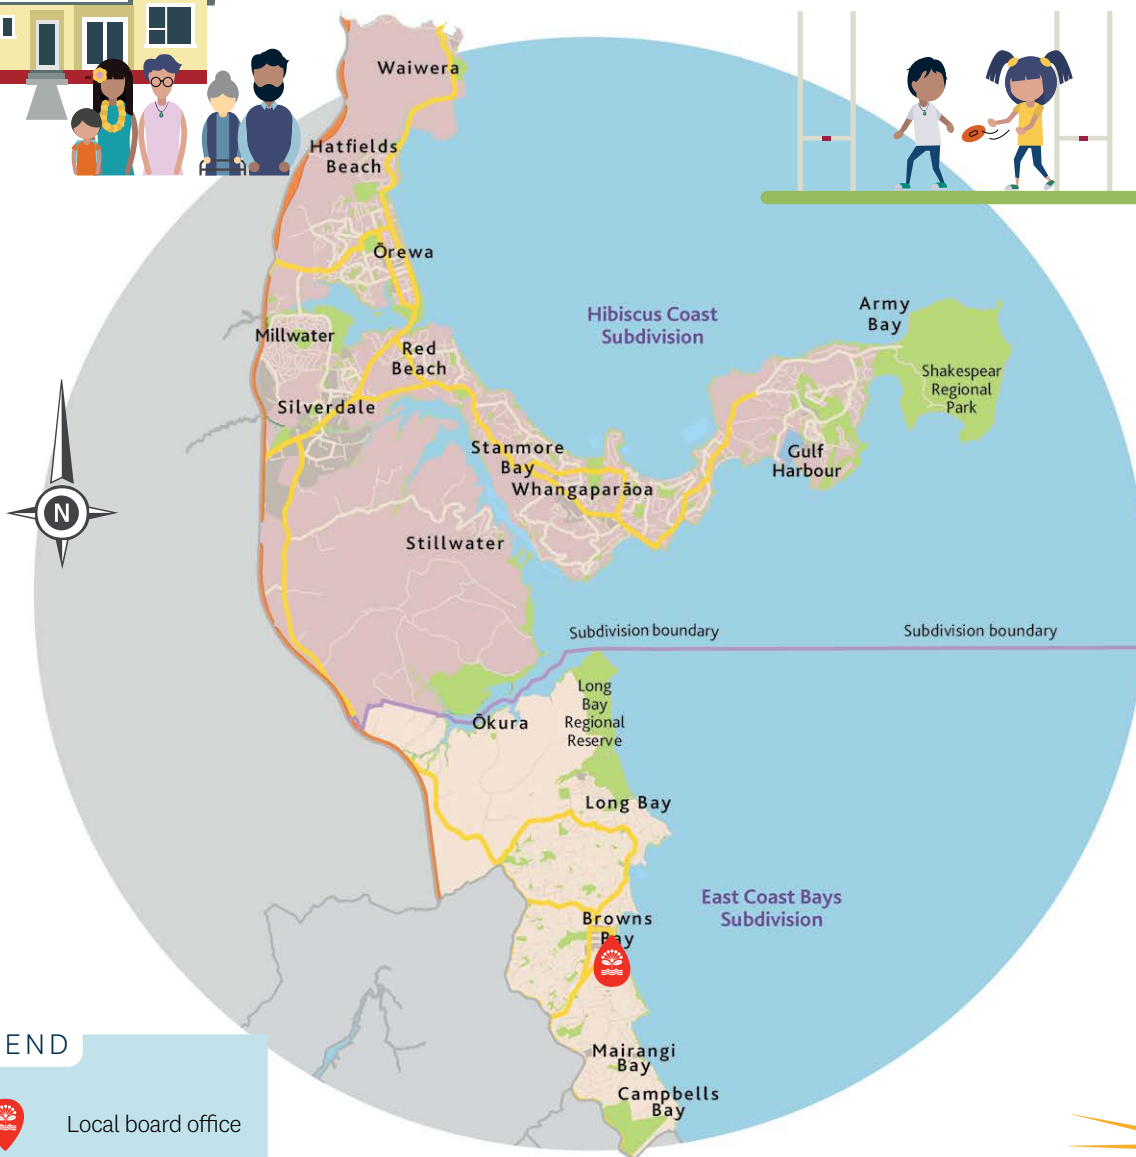 Waiwera
Hatfields
Beach
Ōrewa
Army
Bay
Hibiscus Coast
Subdivision
Millwater
Red
Beach
Shakespear
Regional
Park
Silverdale
Stanmore
Bay
Gulf
Harbour
Whangaparāoa
N
Stillwater
Subdivision boundary
Subdivision boundary
Long
Bay
Regional
Reserve
Ōkura
Long Bay
East Coast Bays
Subdivision
Browns
Bay
END
Mairangi
Bay
Campbells
Bay
Local board office